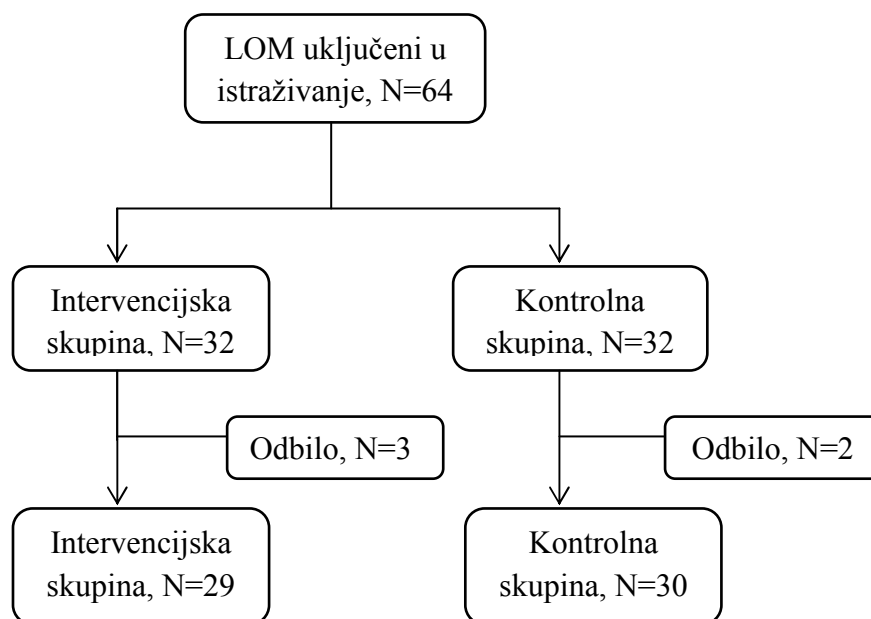 LOM uključeni u
istraživanje, N=64
Intervencijska
skupina, N=32
Kontrolna
skupina, N=32
Odbilo, N=3
Odbilo, N=2
Intervencijska
skupina, N=29
Kontrolna
skupina, N=30